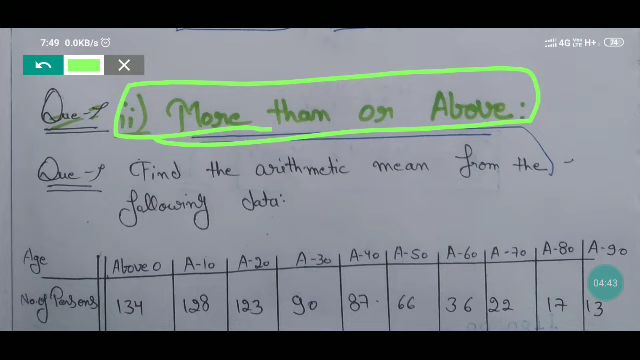 7:49 0.0KB/s 4G H+ 74
Que-1 ii) More than or Above:
Que-1 Find the arithmetic mean from the
following data:
Age Above 0 A-10 A-20 A-30 A-40 A-50 A-60 A-70 A-80 A-90
No. of Persons 134 128 123 90 87 66 36 22 17 13
04:43